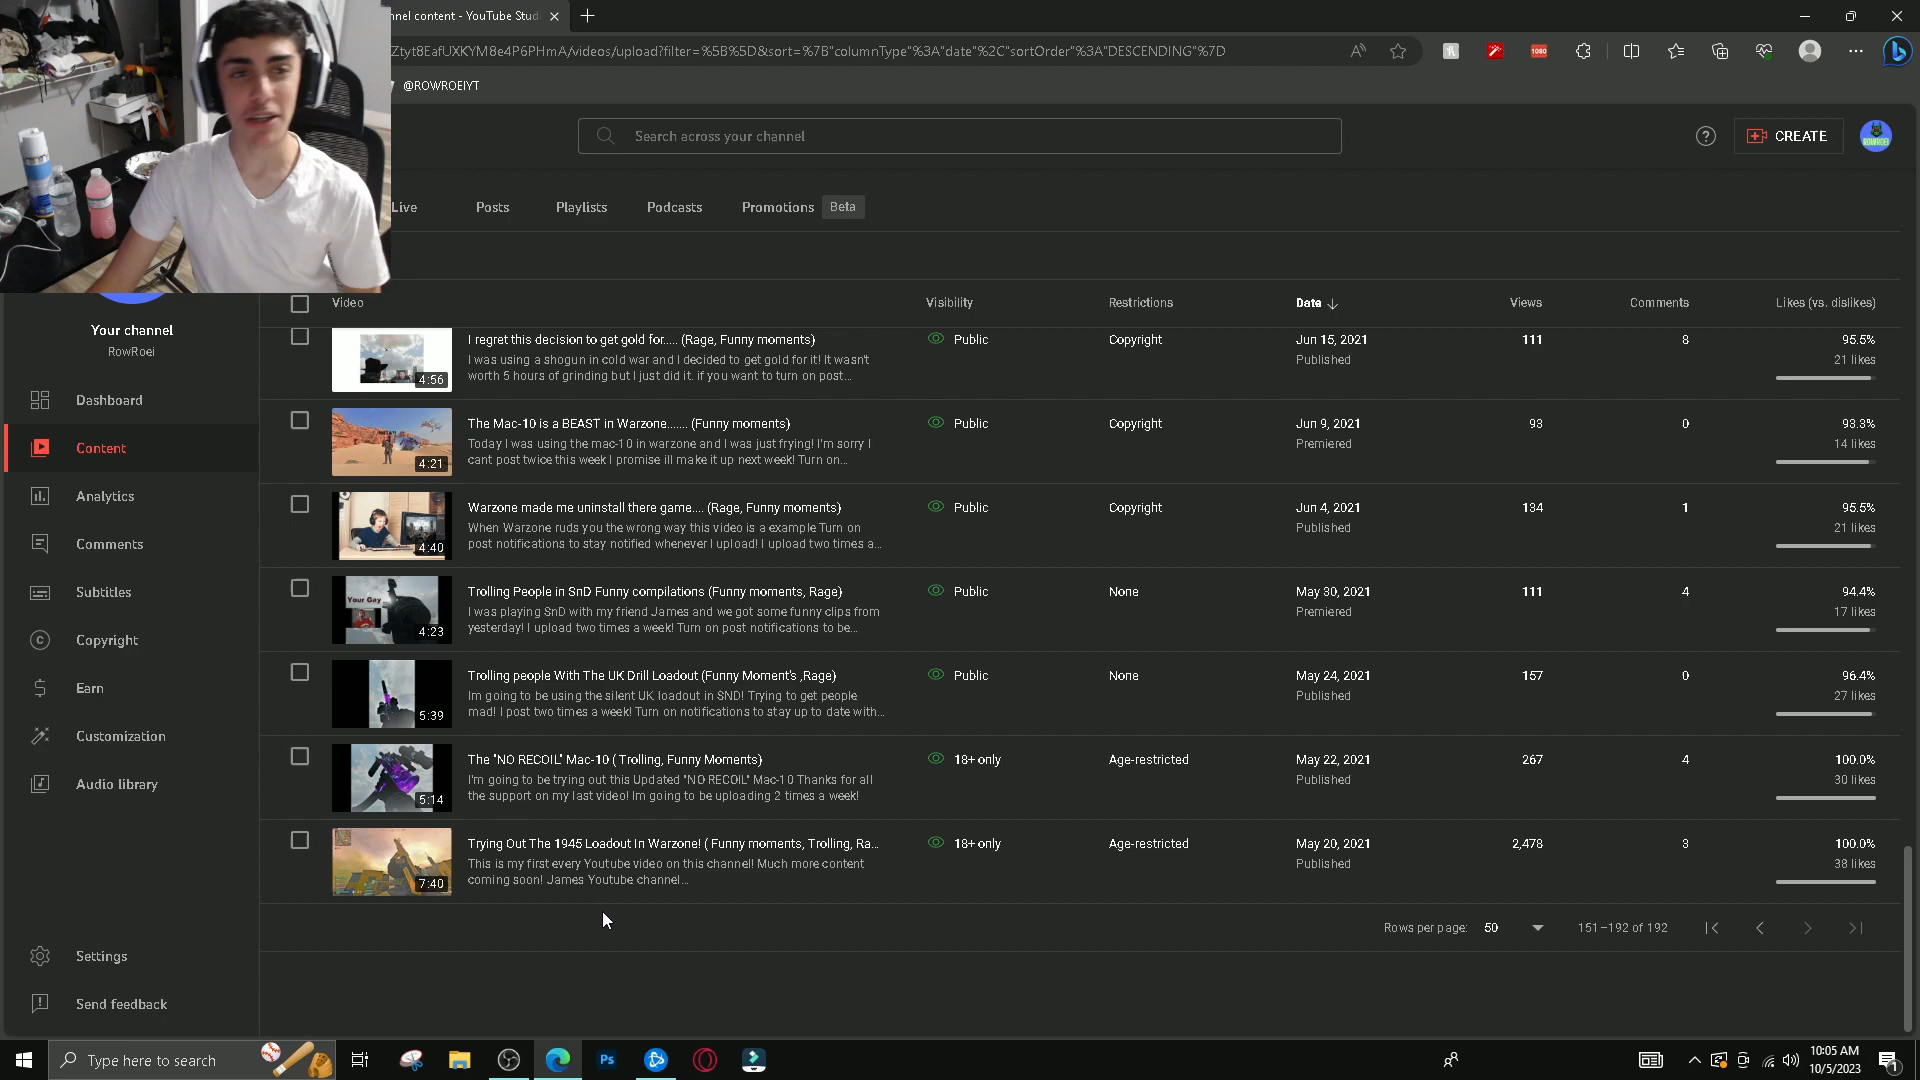 nnel content - YouTube Studi
Ztyt8EafUXKYM8e4P6PHmA/videos/upload?filter=%5B%5D&sort=%7B"columnType"%3A"date"%2C"sortOrder"%3A"DESCENDING"%7D
1080
@ROWROEIYT
Search across your channel
CREATE
Live
Posts
Playlists
Podcasts
Promotions
Beta
Video
Visibility
Restrictions
Date
Views
Comments
Likes (vs. dislikes)
Your channel
RowRoei
Dashboard
Content
Analytics
Comments
Subtitles
Copyright
Earn
Customization
Audio library
Settings
Send feedback
4:56
I regret this decision to get gold for..... (Rage, Funny moments)
I was using a shogun in cold war and I decided to get gold for it! It wasn't
worth 5 hours of grinding but I just did it. if you want to turn on post...
Public
Copyright
Jun 15, 2021
Published
111
8
95.5%
21 likes
4:21
The Mac-10 is a BEAST in Warzone....... (Funny moments)
Today I was using the mac-10 in warzone and I was just frying! I'm sorry I
cant post twice this week I promise ill make it up next week! Turn on...
Public
Copyright
Jun 9, 2021
Premiered
93
0
93.3%
14 likes
4:40
Warzone made me uninstall there game.... (Rage, Funny moments)
When Warzone ruds you the wrong way this video is a example Turn on
post notifications to stay notified whenever I upload! I upload two times a...
Public
Copyright
Jun 4, 2021
Published
134
1
95.5%
21 likes
Your Gay
4:23
Trolling People in SnD Funny compilations (Funny moments, Rage)
I was playing SnD with my friend James and we got some funny clips from
yesterday! I upload two times a week! Turn on post notifications to be...
Public
None
May 30, 2021
Premiered
111
4
94.4%
17 likes
5:39
Trolling people With The UK Drill Loadout (Funny Moment's ,Rage)
Im going to be using the silent UK loadout in SND! Trying to get people
mad! I post two times a week! Turn on notifications to stay up to date with...
Public
None
May 24, 2021
Published
157
0
96.4%
27 likes
5:14
The "NO RECOIL" Mac-10 ( Trolling, Funny Moments)
I'm going to be trying out this Updated "NO RECOIL" Mac-10 Thanks for all
the support on my last video! Im going to be uploading 2 times a week!
18+ only
Age-restricted
May 22, 2021
Published
267
4
100.0%
30 likes
7:40
Trying Out The 1945 Loadout In Warzone! ( Funny moments, Trolling, Ra...
This is my first every Youtube video on this channel! Much more content
coming soon! James Youtube channel...
18+ only
Age-restricted
May 20, 2021
Published
2,478
3
100.0%
38 likes
Rows per page:
50
151–192 of 192
Type here to search
Ps
10:05 AM
10/5/2023
1